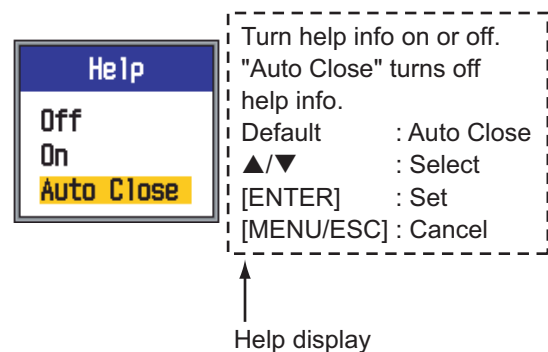 Help
Off
On
Auto Close
Turn help info on or off.
"Auto Close" turns off
help info.
Default : Auto Close
▲/▼ : Select
[ENTER] : Set
[MENU/ESC] : Cancel
Help display